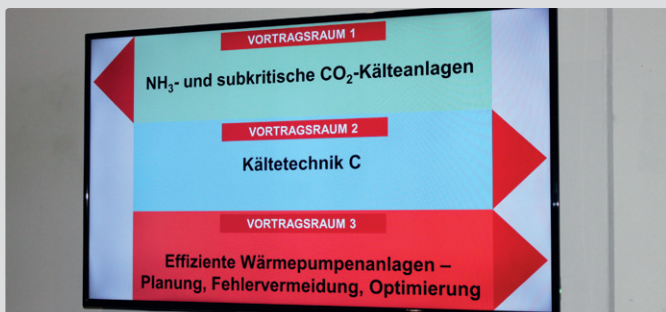 VORTRAGSRAUM 1
NH₃- und subkritische CO₂-Kälteanlagen
VORTRAGSRAUM 2
Kältetechnik C
VORTRAGSRAUM 3
Effiziente Wärmepumpenanlagen –
Planung, Fehlervermeidung, Optimierung